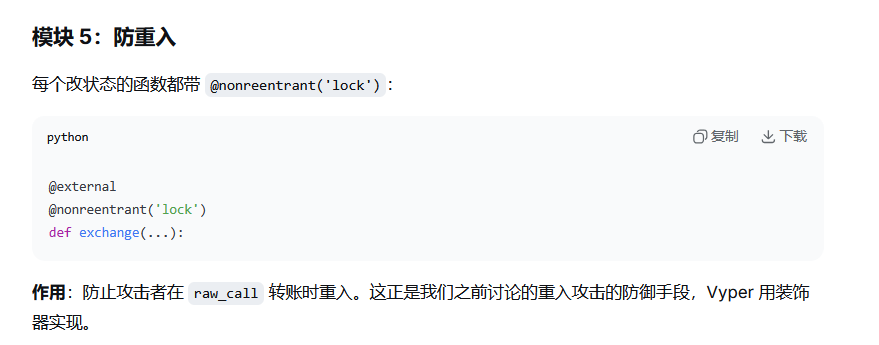 模块 5：防重入
每个改状态的函数都带 @nonreentrant('lock')：
python
复制 下载
@external
@nonreentrant('lock')
def exchange(...):
作用：防止攻击者在 raw_call 转账时重入。这正是我们之前讨论的重入攻击的防御手段，Vyper 用装饰
器实现。